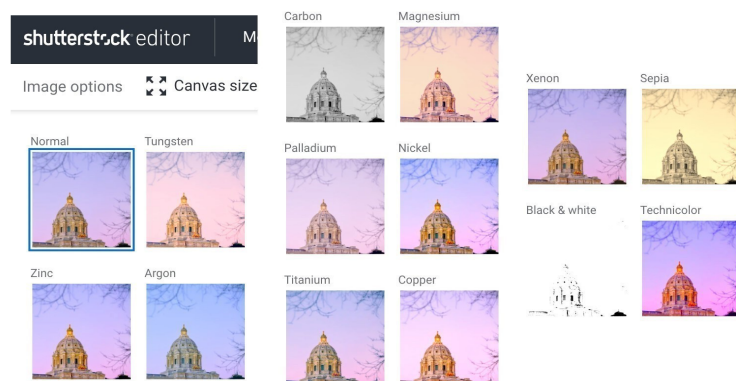 shutterstock editor
Image options
Canvas size
Normal
Tungsten
Zinc
Argon
Carbon
Magnesium
Palladium
Nickel
Titanium
Copper
Xenon
Sepia
Black & white
Technicolor